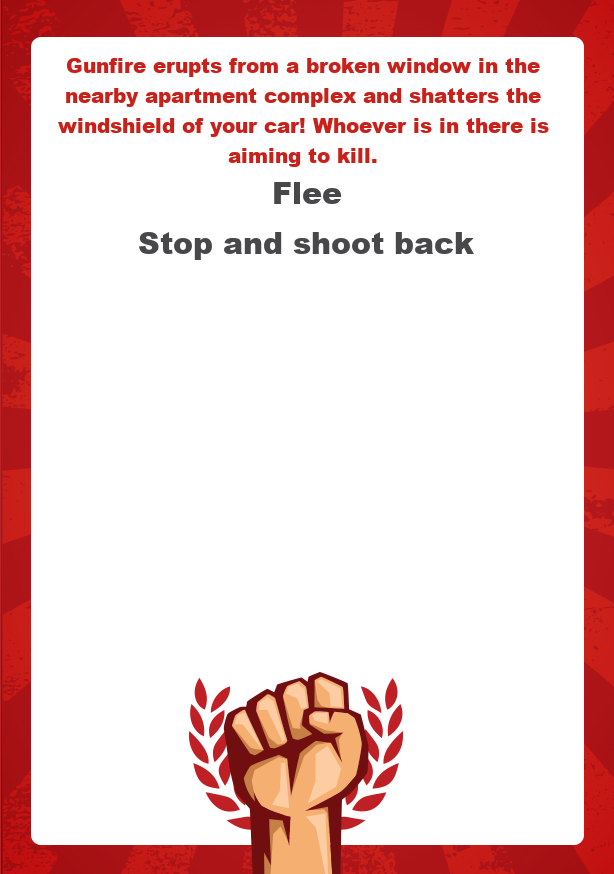 Gunfire erupts from a broken window in the
nearby apartment complex and shatters the
windshield of your car! Whoever is in there is
aiming to kill.
Flee
Stop and shoot back